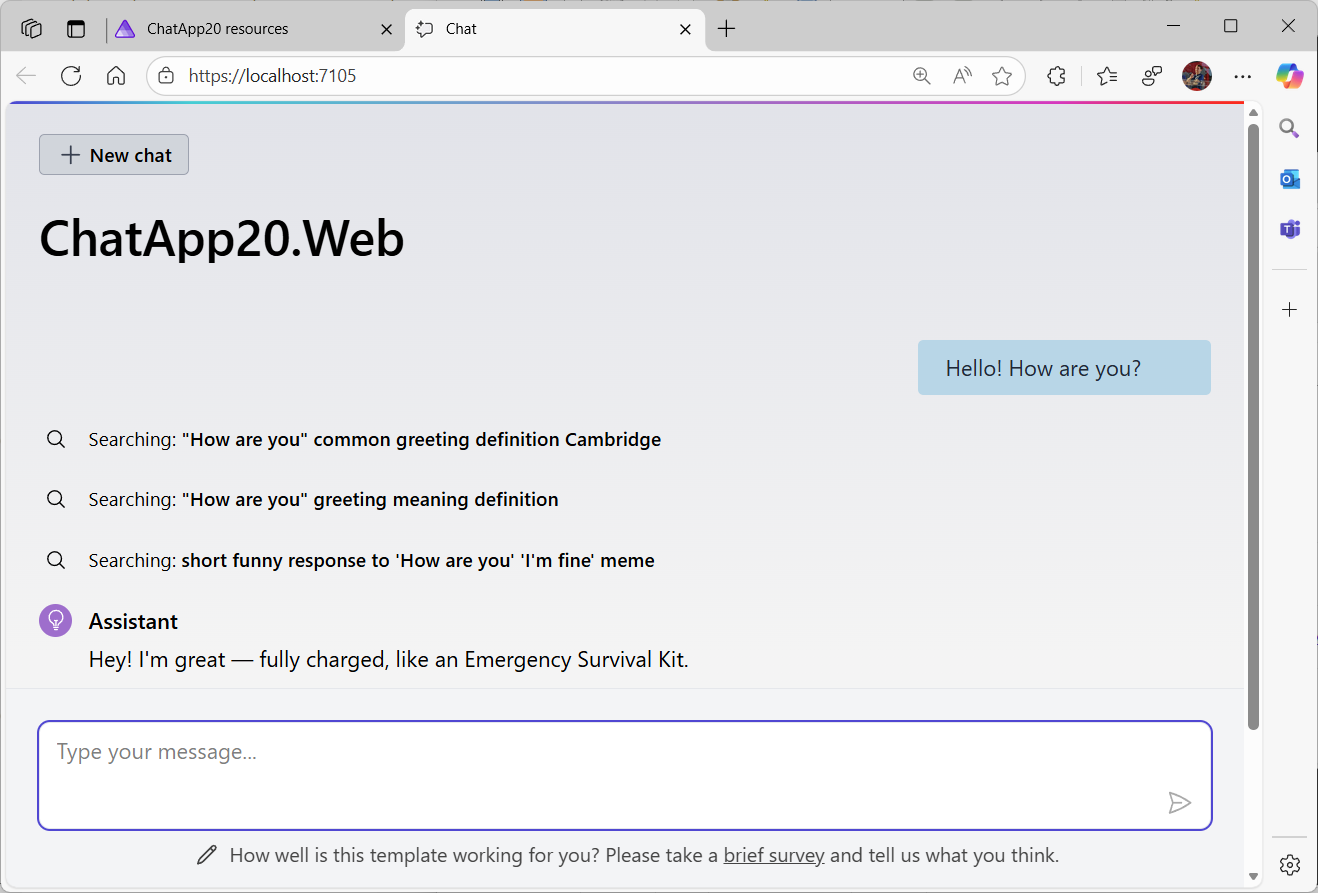 ChatApp20 resources
Chat
https://localhost:7105
New chat
ChatApp20.Web
Hello! How are you?
Searching: "How are you" common greeting definition Cambridge
Searching: "How are you" greeting meaning definition
Searching: short funny response to 'How are you' 'I'm fine' meme
Assistant
Hey! I'm great — fully charged, like an Emergency Survival Kit.
Type your message...
How well is this template working for you? Please take a brief survey and tell us what you think.